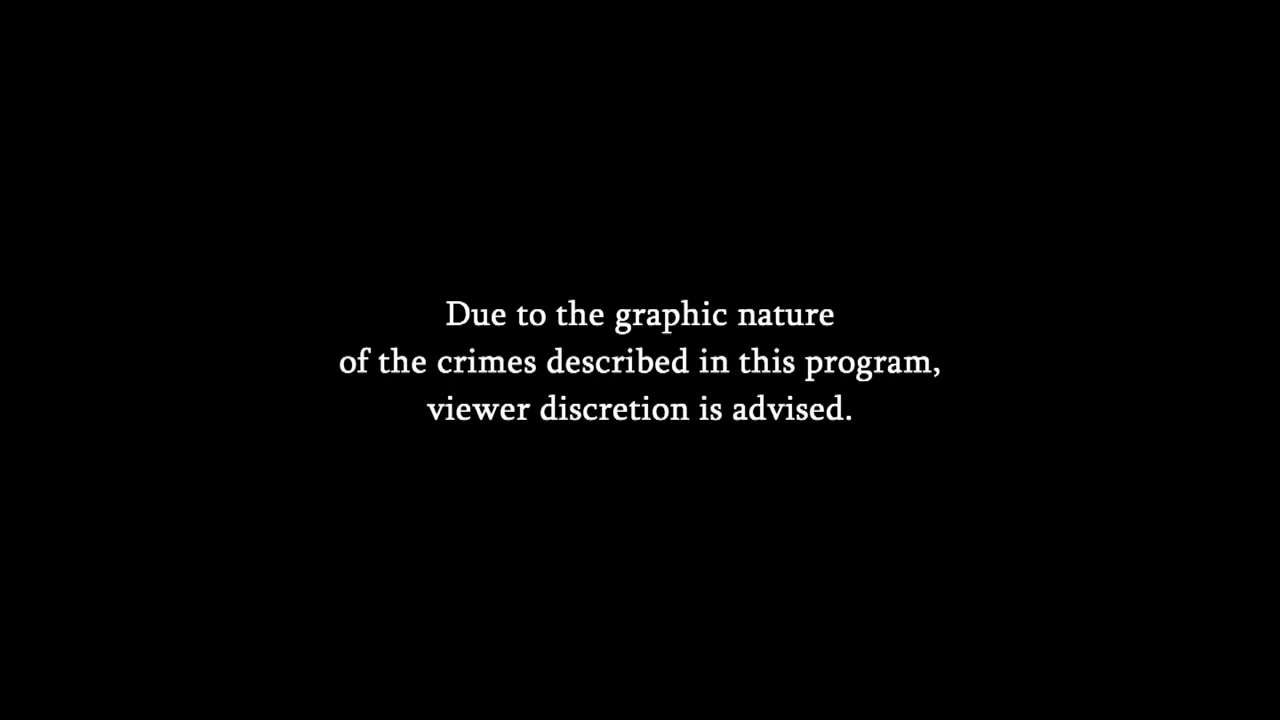 Due to the graphic nature
of the crimes described in this program,
viewer discretion is advised.